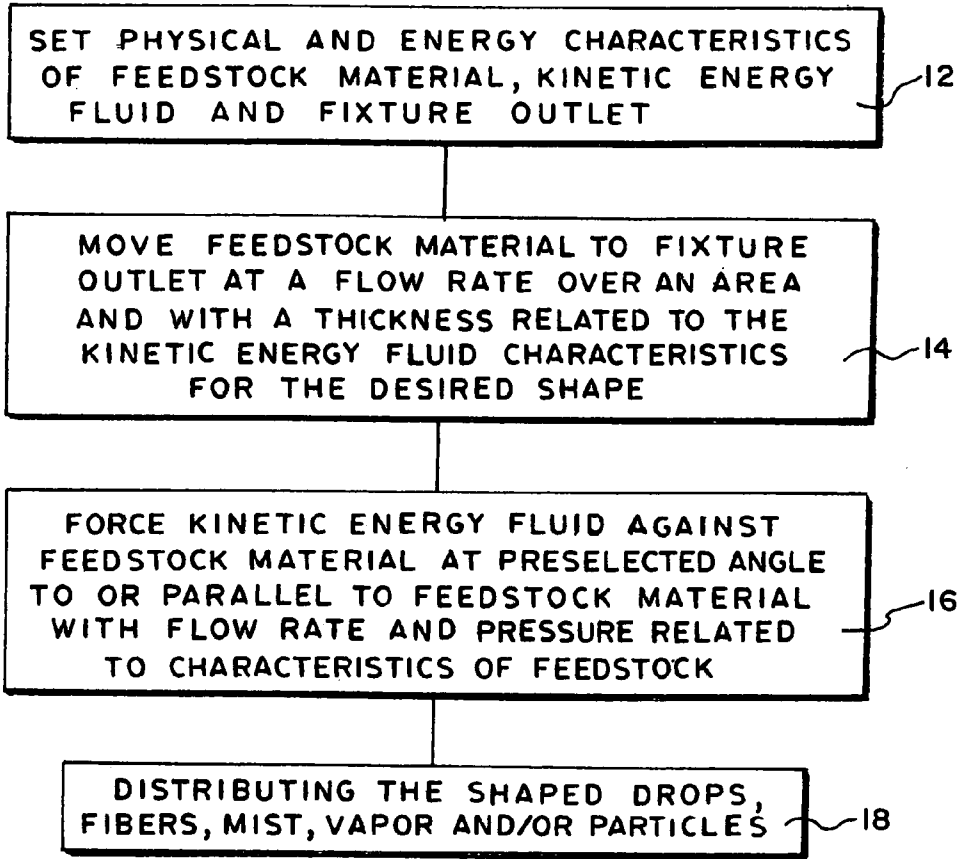 SET PHYSICAL AND ENERGY CHARACTERISTICS
OF FEEDSTOCK MATERIAL, KINETIC ENERGY
FLUID AND FIXTURE OUTLET
12
MOVE FEEDSTOCK MATERIAL TO FIXTURE
OUTLET AT A FLOW RATE OVER AN AREA
AND WITH A THICKNESS RELATED TO THE
KINETIC ENERGY FLUID CHARACTERISTICS
FOR THE DESIRED SHAPE
14
FORCE KINETIC ENERGY FLUID AGAINST
FEEDSTOCK MATERIAL AT PRESELECTED ANGLE
TO OR PARALLEL TO FEEDSTOCK MATERIAL
WITH FLOW RATE AND PRESSURE RELATED
TO CHARACTERISTICS OF FEEDSTOCK
16
DISTRIBUTING THE SHAPED DROPS,
FIBERS, MIST, VAPOR AND/OR PARTICLES
18